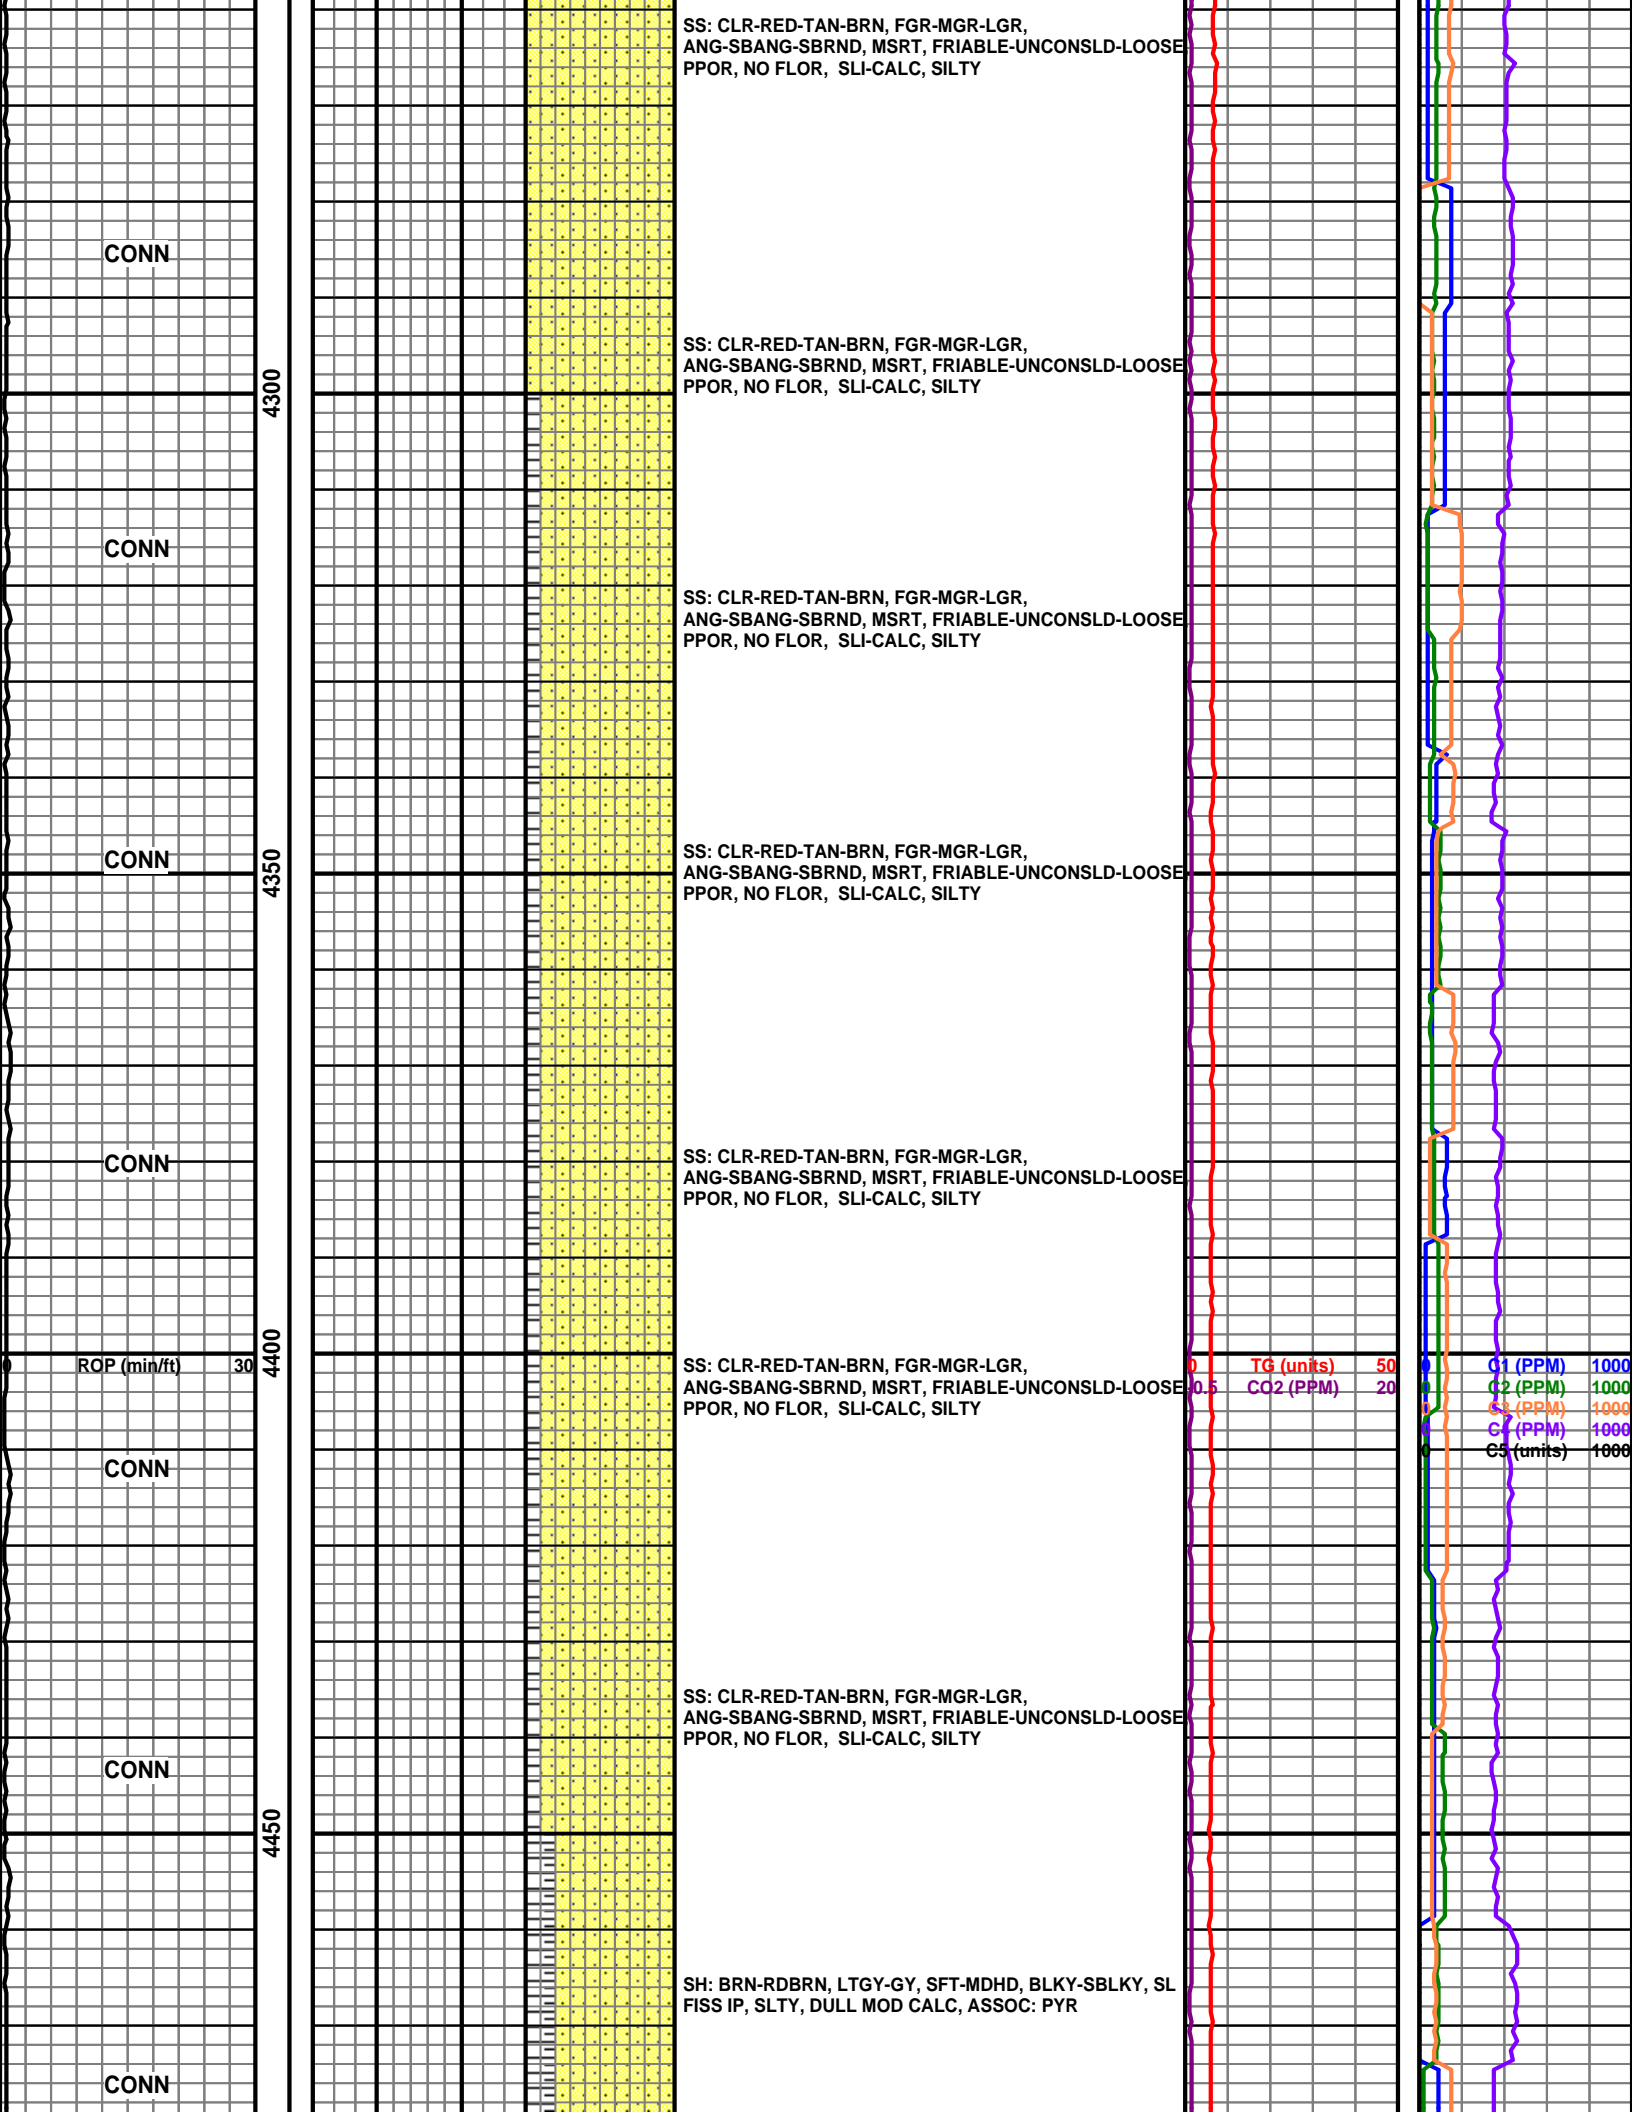 SS: CLR-RED-TAN-BRN, FGR-MGR-LGR,
ANG-SBANG-SBRND, MSRT, FRIABLE-UNCONSLD-LOOSE
PPOR, NO FLOR, SLI-CALC, SILTY
CONN
SS: CLR-RED-TAN-BRN, FGR-MGR-LGR,
ANG-SBANG-SBRND, MSRT, FRIABLE-UNCONSLD-LOOSE
PPOR, NO FLOR, SLI-CALC, SILTY
4300
CONN
SS: CLR-RED-TAN-BRN, FGR-MGR-LGR,
ANG-SBANG-SBRND, MSRT, FRIABLE-UNCONSLD-LOOSE
PPOR, NO FLOR, SLI-CALC, SILTY
CONN
4350
SS: CLR-RED-TAN-BRN, FGR-MGR-LGR,
ANG-SBANG-SBRND, MSRT, FRIABLE-UNCONSLD-LOOSE
PPOR, NO FLOR, SLI-CALC, SILTY
CONN
SS: CLR-RED-TAN-BRN, FGR-MGR-LGR,
ANG-SBANG-SBRND, MSRT, FRIABLE-UNCONSLD-LOOSE
PPOR, NO FLOR, SLI-CALC, SILTY
0 ROP (min/ft) 30
4400
SS: CLR-RED-TAN-BRN, FGR-MGR-LGR,
ANG-SBANG-SBRND, MSRT, FRIABLE-UNCONSLD-LOOSE
PPOR, NO FLOR, SLI-CALC, SILTY
0 TG (units) 50
-0.5 CO2 (PPM) 20
0 C1 (PPM) 1000
0 C2 (PPM) 1000
0 C3 (PPM) 1000
0 C4 (PPM) 1000
0 C5 (units) 1000
CONN
SS: CLR-RED-TAN-BRN, FGR-MGR-LGR,
ANG-SBANG-SBRND, MSRT, FRIABLE-UNCONSLD-LOOSE
PPOR, NO FLOR, SLI-CALC, SILTY
CONN
4450
SH: BRN-RDBRN, LTGY-GY, SFT-MDHD, BLKY-SBLKY, SL
FISS IP, SLTY, DULL MOD CALC, ASSOC: PYR
CONN